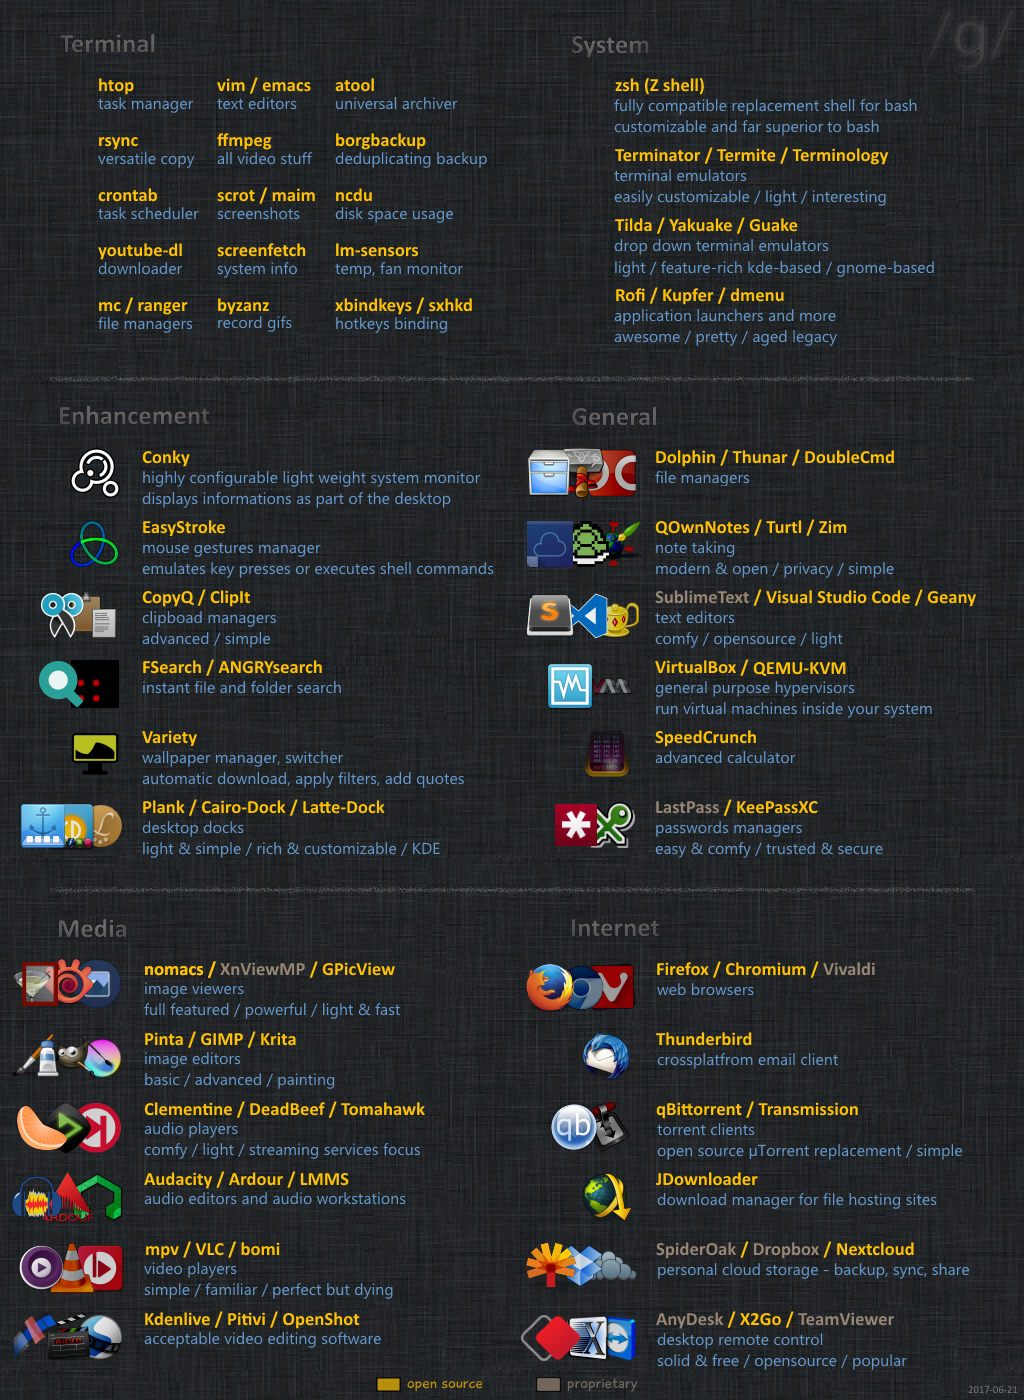 /g/
Terminal
htop
task manager
vim / emacs
text editors
atool
universal archiver
rsync
versatile copy
ffmpeg
all video stuff
borgbackup
deduplicating backup
crontab
task scheduler
scrot / maim
screenshots
ncdu
disk space usage
youtube-dl
downloader
screenfetch
system info
lm-sensors
temp, fan monitor
mc / ranger
file managers
byzanz
record gifs
xbindkeys / sxhkd
hotkeys binding
System
zsh (Z shell)
fully compatible replacement shell for bash
customizable and far superior to bash
Terminator / Termite / Terminology
terminal emulators
easily customizable / light / interesting
Tilda / Yakuake / Guake
drop down terminal emulators
light / feature-rich kde-based / gnome-based
Rofi / Kupfer / dmenu
application launchers and more
awesome / pretty / aged legacy
Enhancement
Conky
highly configurable light weight system monitor
displays informations as part of the desktop
EasyStroke
mouse gestures manager
emulates key presses or executes shell commands
CopyQ / ClipIt
clipboad managers
advanced / simple
FSearch / ANGRYsearch
instant file and folder search
Variety
wallpaper manager, switcher
automatic download, apply filters, add quotes
Plank / Cairo-Dock / Latte-Dock
desktop docks
light & simple / rich & customizable / KDE
General
Dolphin / Thunar / DoubleCmd
file managers
QOwnNotes / Turtl / Zim
note taking
modern & open / privacy / simple
SublimeText / Visual Studio Code / Geany
text editors
comfy / opensource / light
VirtualBox / QEMU-KVM
general purpose hypervisors
run virtual machines inside your system
SpeedCrunch
advanced calculator
LastPass / KeePassXC
passwords managers
easy & comfy / trusted & secure
Media
nomacs / XnViewMP / GPicView
image viewers
full featured / powerful / light & fast
Pinta / GIMP / Krita
image editors
basic / advanced / painting
Clementine / DeadBeef / Tomahawk
audio players
comfy / light / streaming services focus
ARDOUR
Audacity / Ardour / LMMS
audio editors and audio workstations
mpv / VLC / bomi
video players
simple / familiar / perfect but dying
Kdenlive / Pitivi / OpenShot
acceptable video editing software
Internet
Firefox / Chromium / Vivaldi
web browsers
Thunderbird
crossplatfrom email client
qb
qBittorrent / Transmission
torrent clients
open source µTorrent replacement / simple
JDownloader
download manager for file hosting sites
SpiderOak / Dropbox / Nextcloud
personal cloud storage - backup, sync, share
AnyDesk / X2Go / TeamViewer
desktop remote control
solid & free / opensource / popular
open source
proprietary
2017-06-21